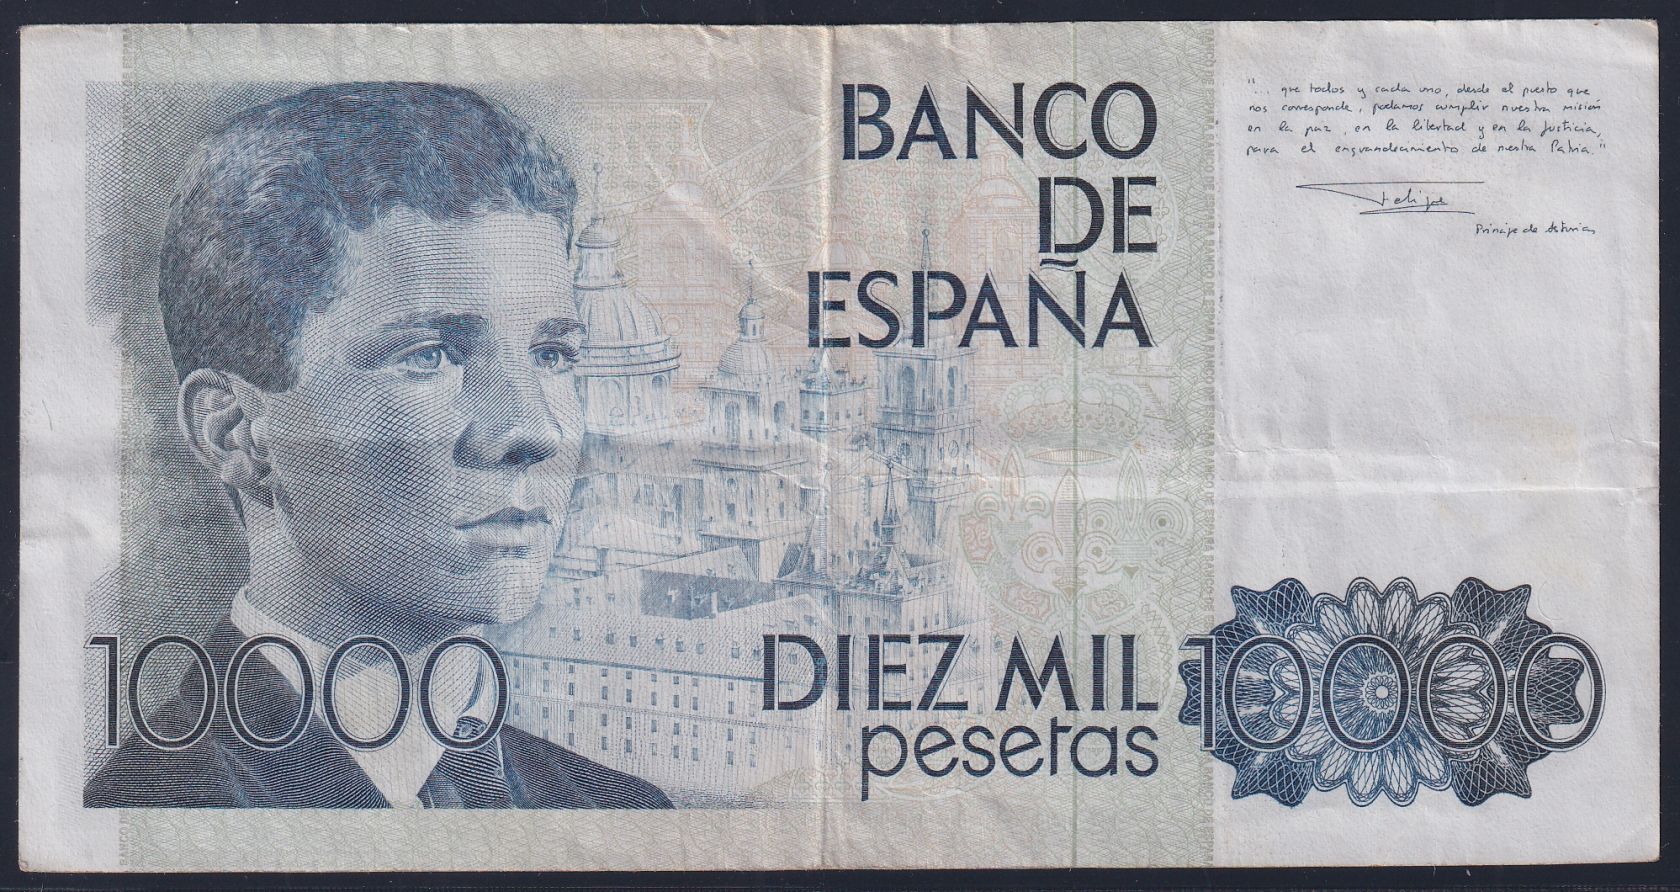 BANCO
DE
ESPAÑA
"... que todos y cada uno, desde el puesto que
nos corresponde, podamos cumplir nuestra misión
en la paz, en la libertad y en la justicia,
para el engrandecimiento de nuestra Patria."
Felipe
Príncipe de Asturias
10000
DIEZ MIL
pesetas
10000